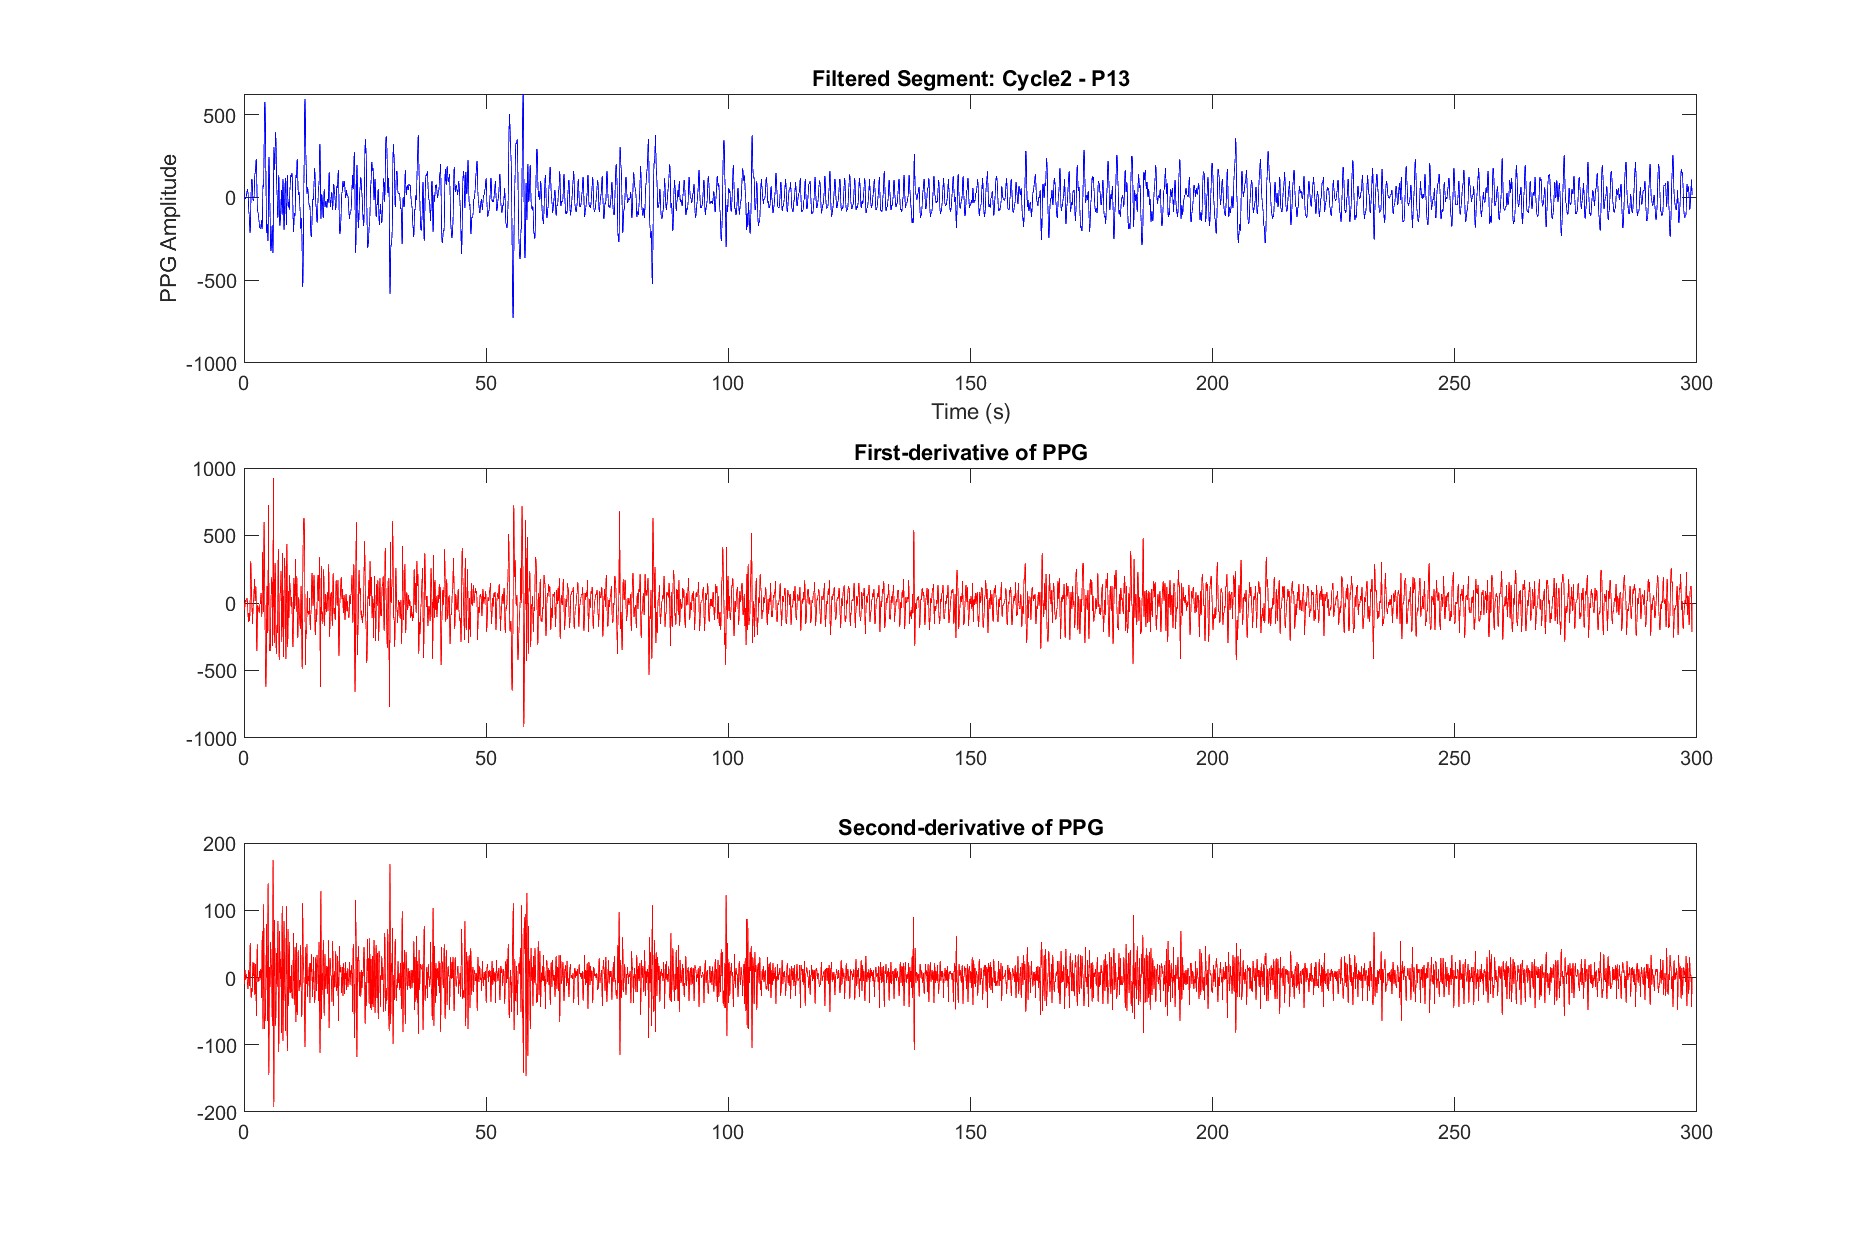 Filtered Segment: Cycle2 - P13
500
0
-500
-1000
PPG Amplitude
0 50 100 150 200 250 300
Time (s)
First-derivative of PPG
1000
500
0
-500
-1000
0 50 100 150 200 250 300
Second-derivative of PPG
200
100
0
-100
-200
0 50 100 150 200 250 300